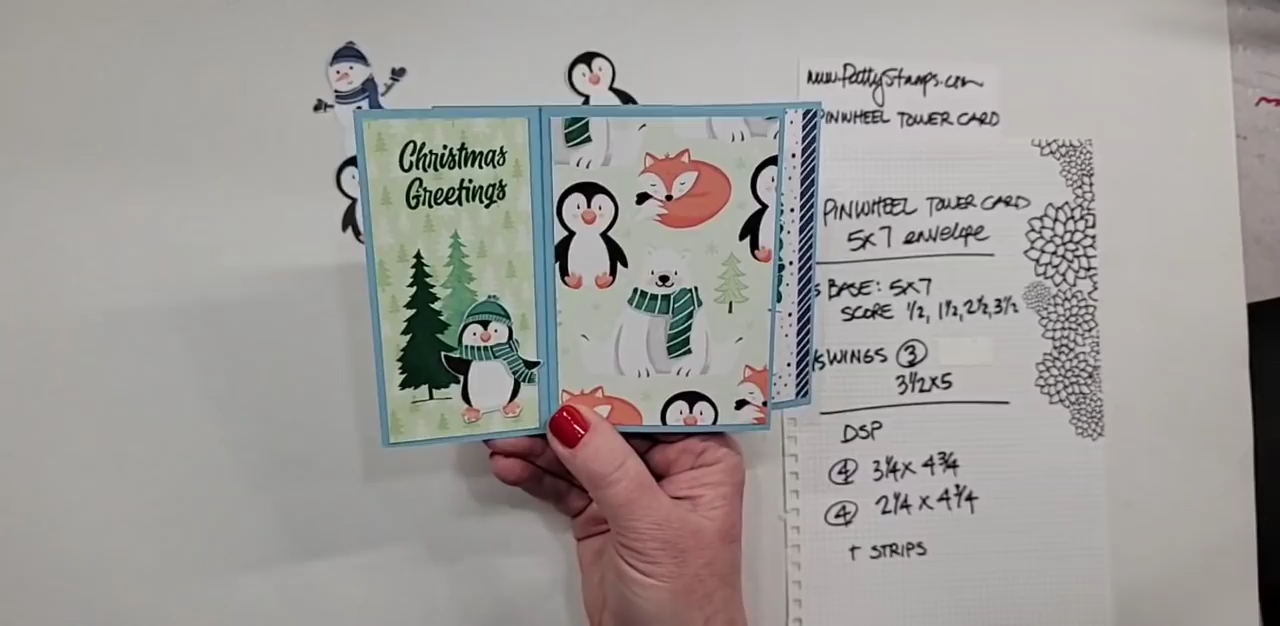 Christmas
Greetings
www.PattyStamps.com
PINWHEEL TOWER CARD
PINWHEEL TOWER CARD
5x7 envelope
BASE: 5x7
SCORE 1/2, 1 1/2, 2 1/2, 3 1/2
WINGS ③
3 1/2 x 5
DSP
④ 3 1/4 x 4 3/4
④ 2 1/4 x 4 3/4
+ STRIPS